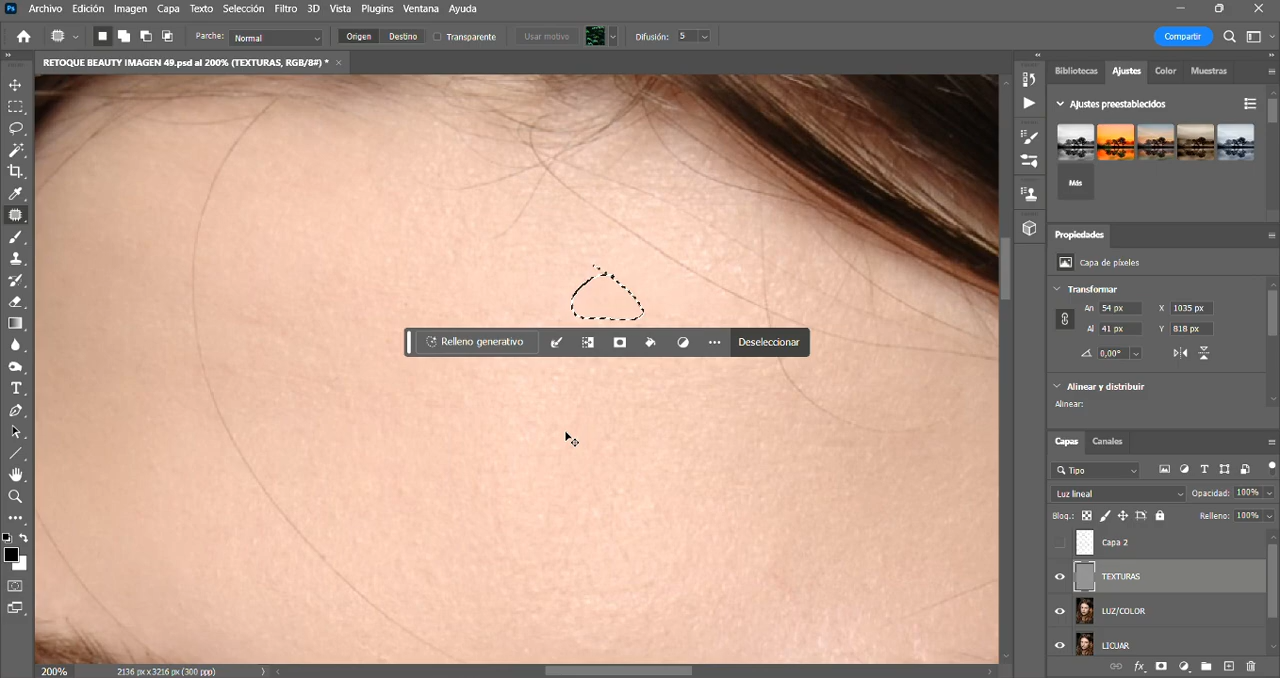 Ps Archivo Edición Imagen Capa Texto Selección Filtro 3D Vista Plugins Ventana Ayuda
Parche: Normal Origen Destino Transparente Usar motivo Difusión: 5 Compartir
RETOQUE BEAUTY IMAGEN 49.psd al 200% (TEXTURAS, RGB/8#) *
Bibliotecas Ajustes Color Muestras
Ajustes preestablecidos
Más
Propiedades
Capa de píxeles
Transformar
An 54 px X 1035 px
Al 41 px Y 818 px
0,00°
Alinear y distribuir
Alinear:
Relleno generativo Deseleccionar
Capas Canales
Tipo
Luz lineal Opacidad: 100%
Bloq.: Relleno: 100%
Capa 2
TEXTURAS
LUZ/COLOR
LICUAR
fx
200% 2136 px x 3216 px (300 ppp)